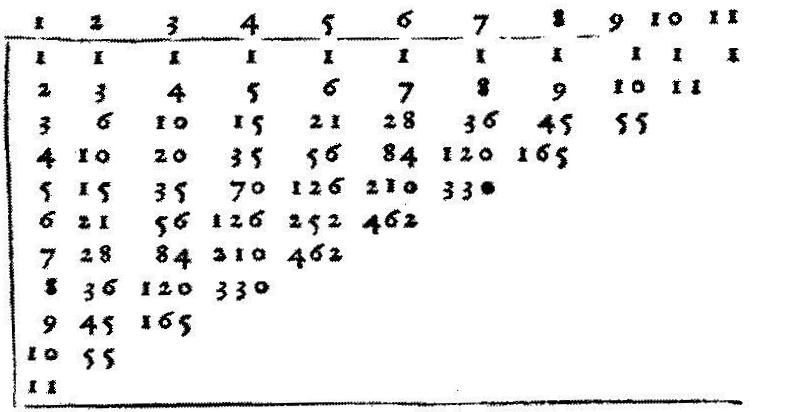 1 2 3 4 5 6 7 8 9 10 11
1 1 1 1 1 1 1 1 1 1 1
2 3 4 5 6 7 8 9 10 11
3 6 10 15 21 28 36 45 55
4 10 20 35 56 84 120 165
5 15 35 70 126 210 330
6 21 56 126 252 462
7 28 84 210 462
8 36 120 330
9 45 165
10 55
11